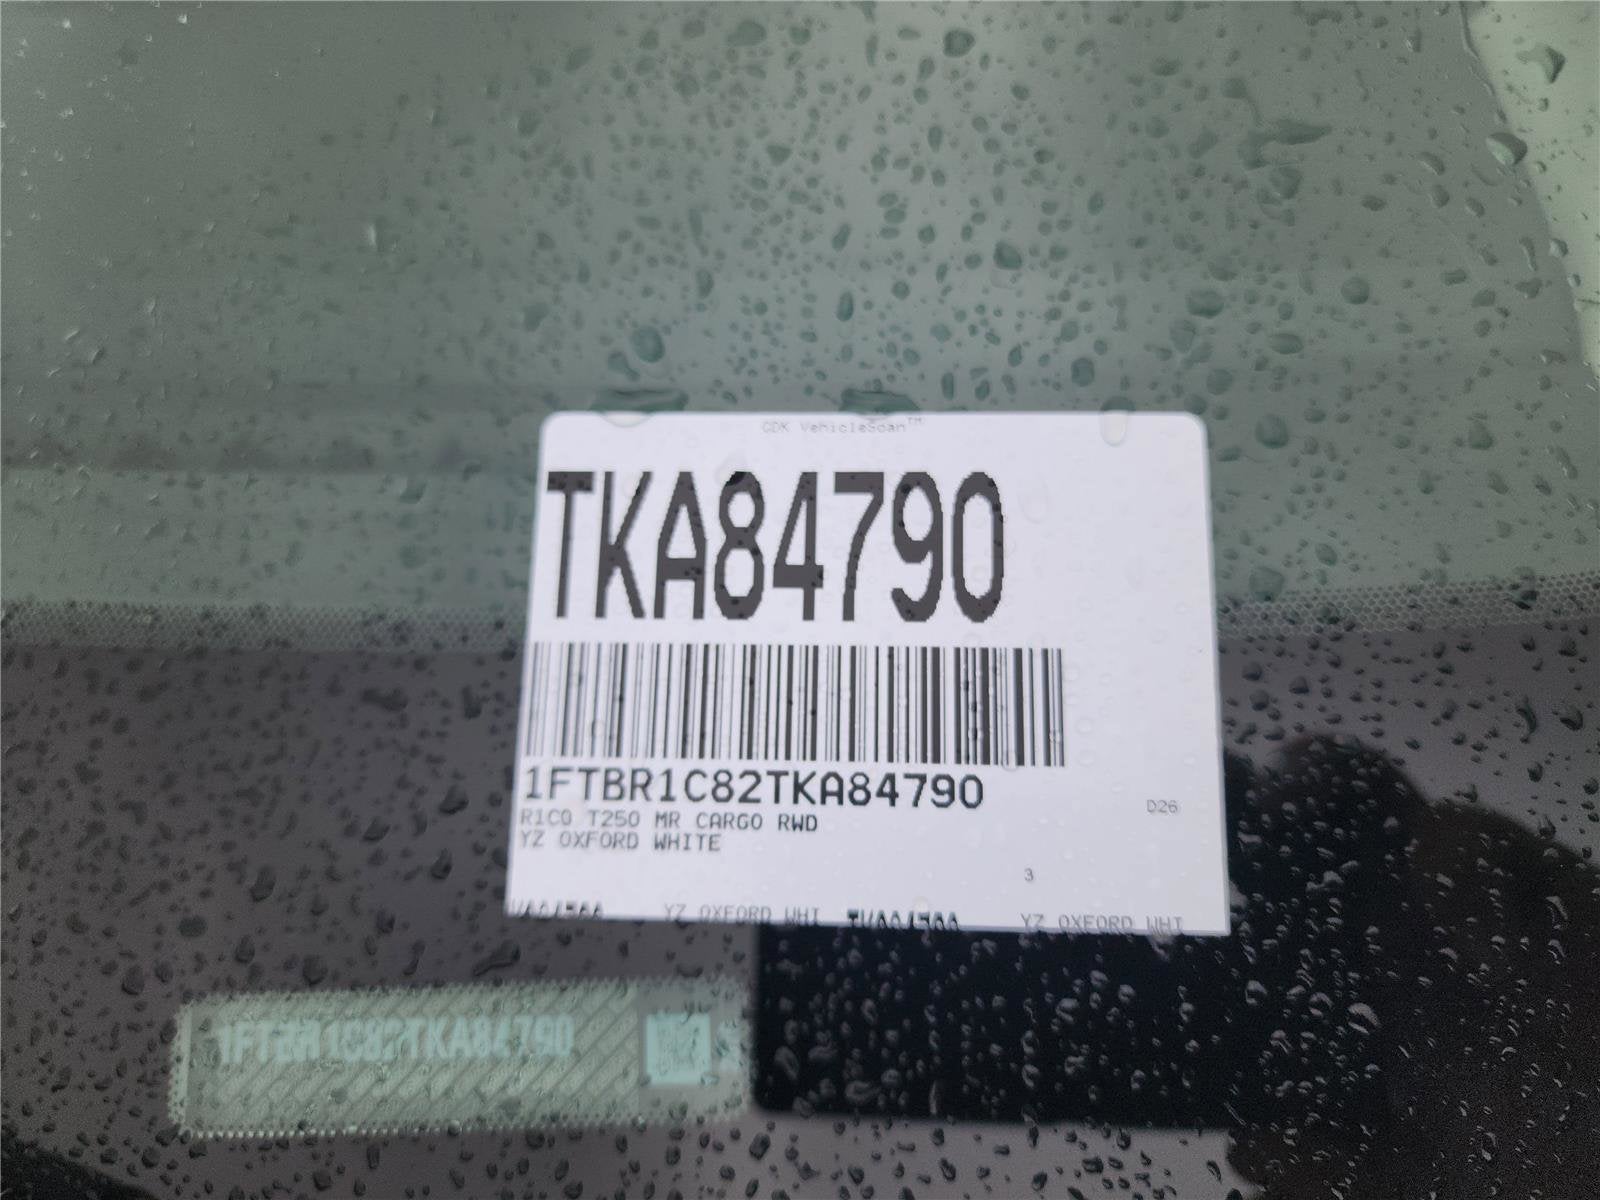 CDK VehicleScan™
TKA84790
1FTBR1C82TKA84790
R1C0 T250 MR CARGO RWD
D26
YZ OXFORD WHITE
3
YZ OXFORD WHI
YZ OXFORD WHI
1FTBR1C82TKA84790